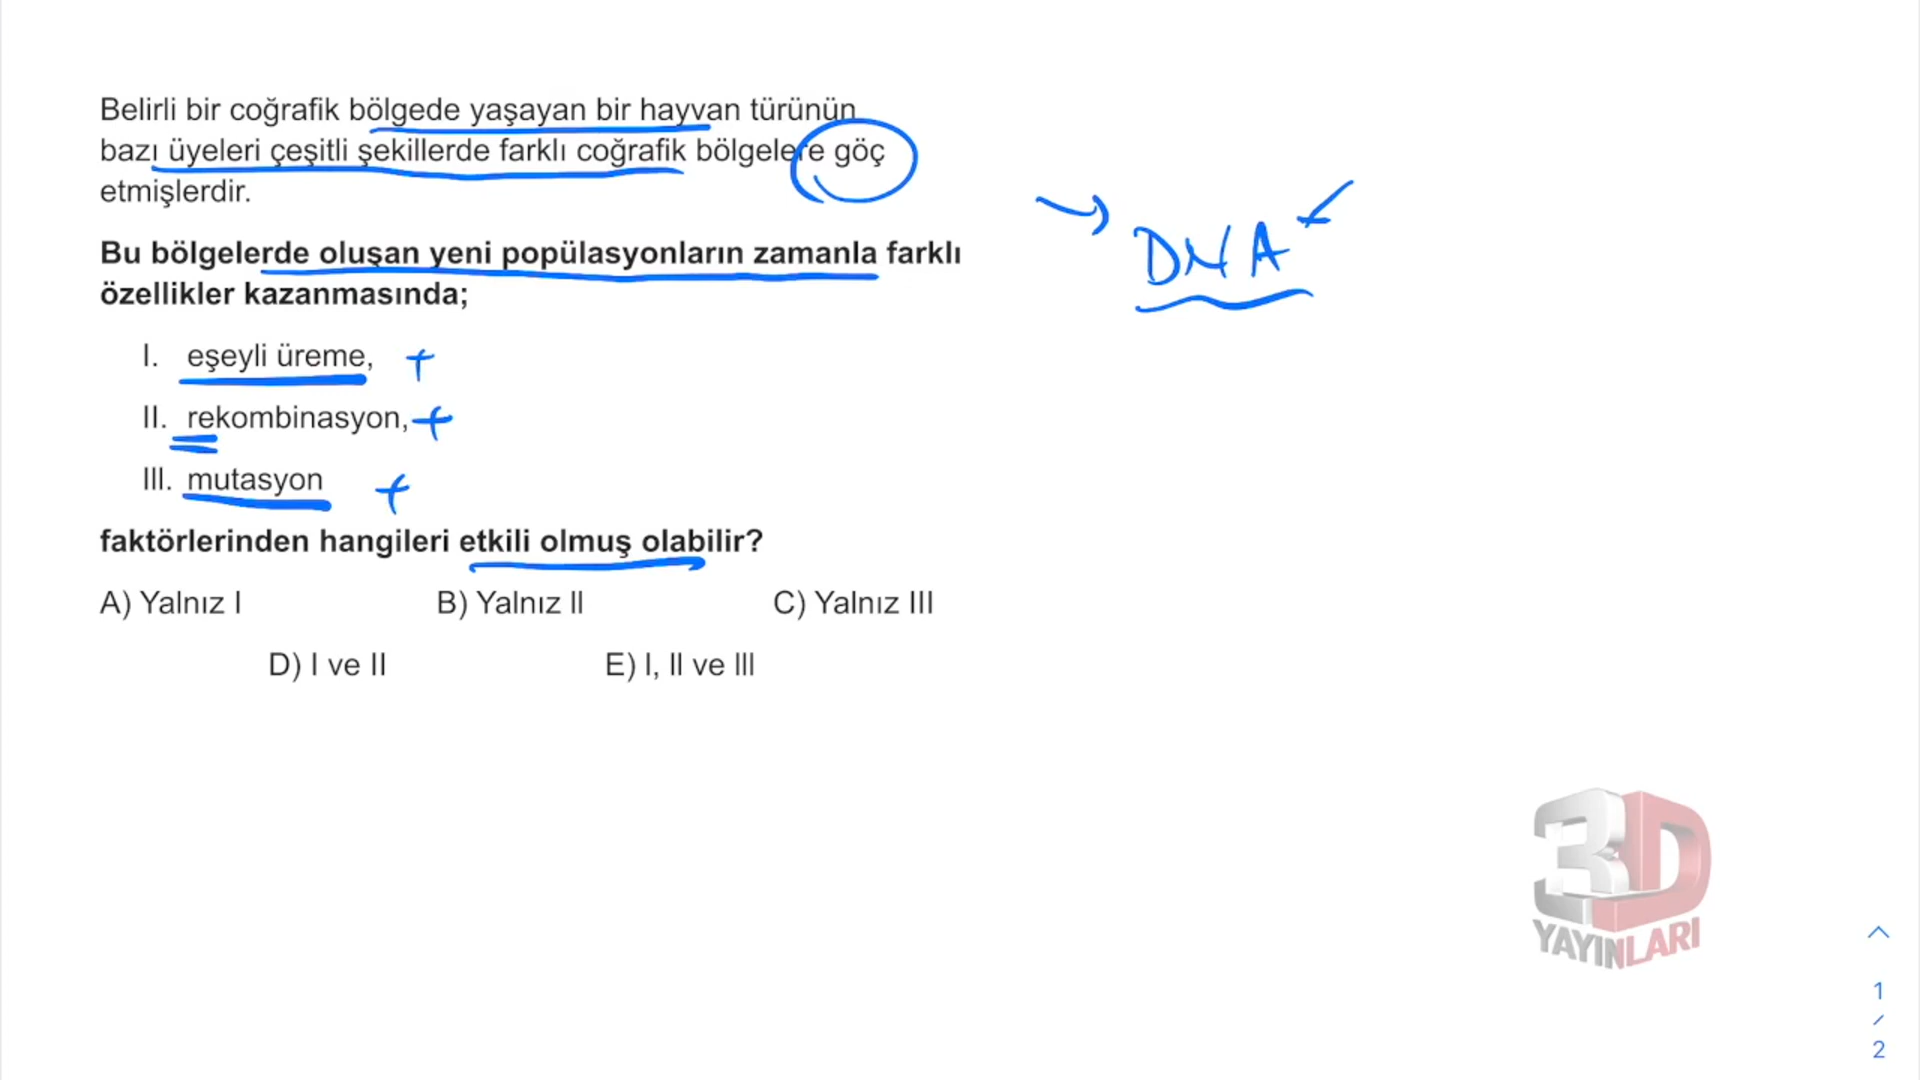 Belirli bir coğrafik bölgede yaşayan bir hayvan türünün
bazı üyeleri çeşitli şekillerde farklı coğrafik bölgelere göç
etmişlerdir.
Bu bölgelerde oluşan yeni popülasyonların zamanla farklı
özellikler kazanmasında;
I. eşeyli üreme, +
II. rekombinasyon, +
III. mutasyon +
faktörlerinden hangileri etkili olmuş olabilir?
A) Yalnız I B) Yalnız II C) Yalnız III
D) I ve II E) I, II ve III
DNA
3D
YAYINLARI
1
/
2